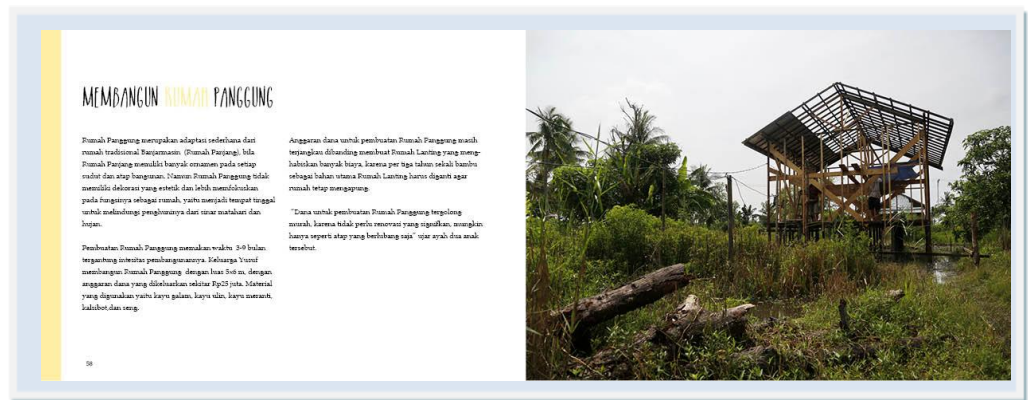 MEMBANGUN RUMAH PANGGUNG
Rumah Panggung merupakan adaptasi sederhana dari
rumah tradisional Banjarmasin (Rumah Panjang), bila
Rumah Panjang memiliki banyak ornamen pada setiap
sudut dan atap bangunan. Namun Rumah Panggung tidak
memiliki dekorasi yang estetik dan lebih memfokuskan
pada fungsinya sebagai rumah, yaitu menjadi tempat tinggal
untuk melindungi penghuninya dari sinar matahari dan
hujan.
Pembuatan Rumah Panggung memakan waktu 3-9 bulan
tergantung intesitas pembangunannya. Keluarga Yusuf
membangun Rumah Panggung dengan luas 5x6 m, dengan
anggaran dana yang dikeluarkan sekitar Rp25 juta. Material
yang digunakan yaitu kayu galam, kayu ulin, kayu meranti,
kalsibot,dan seng.
Anggaran dana untuk pembuatan Rumah Panggung masih
terjangkau dibanding membuat Rumah Lanting yang meng-
habiskan banyak biaya, karena per tiga tahun sekali bambu
sebagai bahan utama Rumah Lanting harus diganti agar
rumah tetap mengapung.
"Dana untuk pembuatan Rumah Panggung tergolong
murah, karena tidak perlu renovasi yang signifkan, mungkin
hanya seperti atap yang berlubang saja" ujar ayah dua anak
tersebut.
58